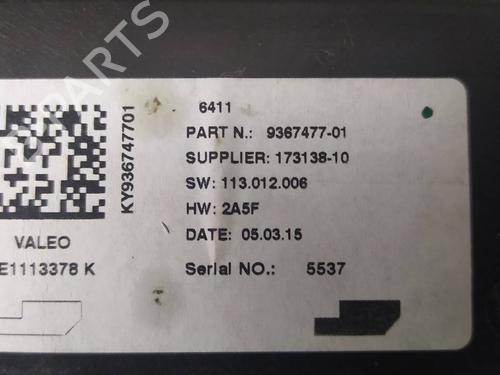 6411
PART N.: 9367477-01
SUPPLIER: 173138-10
SW: 113.012.006
HW: 2A5F
DATE: 05.03.15
Serial NO.: 5537
KY936747701
VALEO
E1113378 K
PARTS